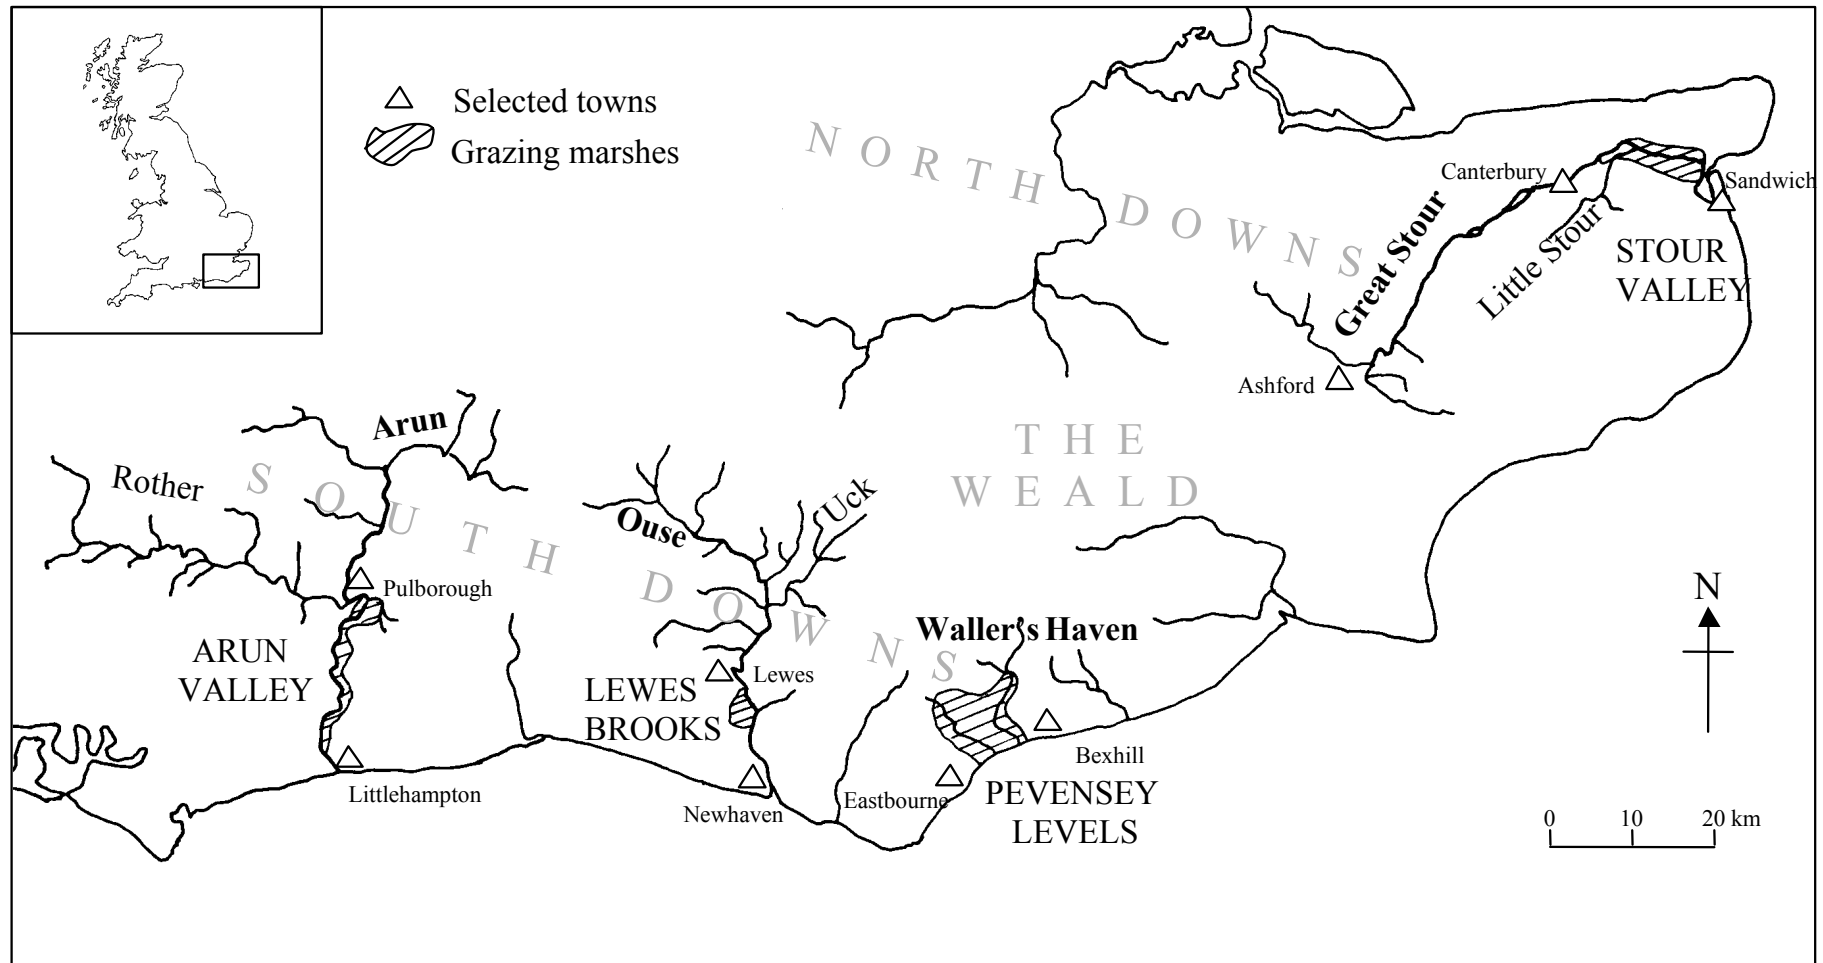 Selected towns
Grazing marshes
NORTH DOWNS
Canterbury
Sandwich
Great Stour
Little Stour
STOUR
VALLEY
Ashford
THE
WEALD
Arun
Rother
SOUTH DOWNS
Ouse
Uck
Pulborough
Waller's Haven
ARUN
VALLEY
Lewes
LEWES
BROOKS
Bexhill
Littlehampton
Newhaven
Eastbourne
PEVENSEY
LEVELS
N
0 10 20 km